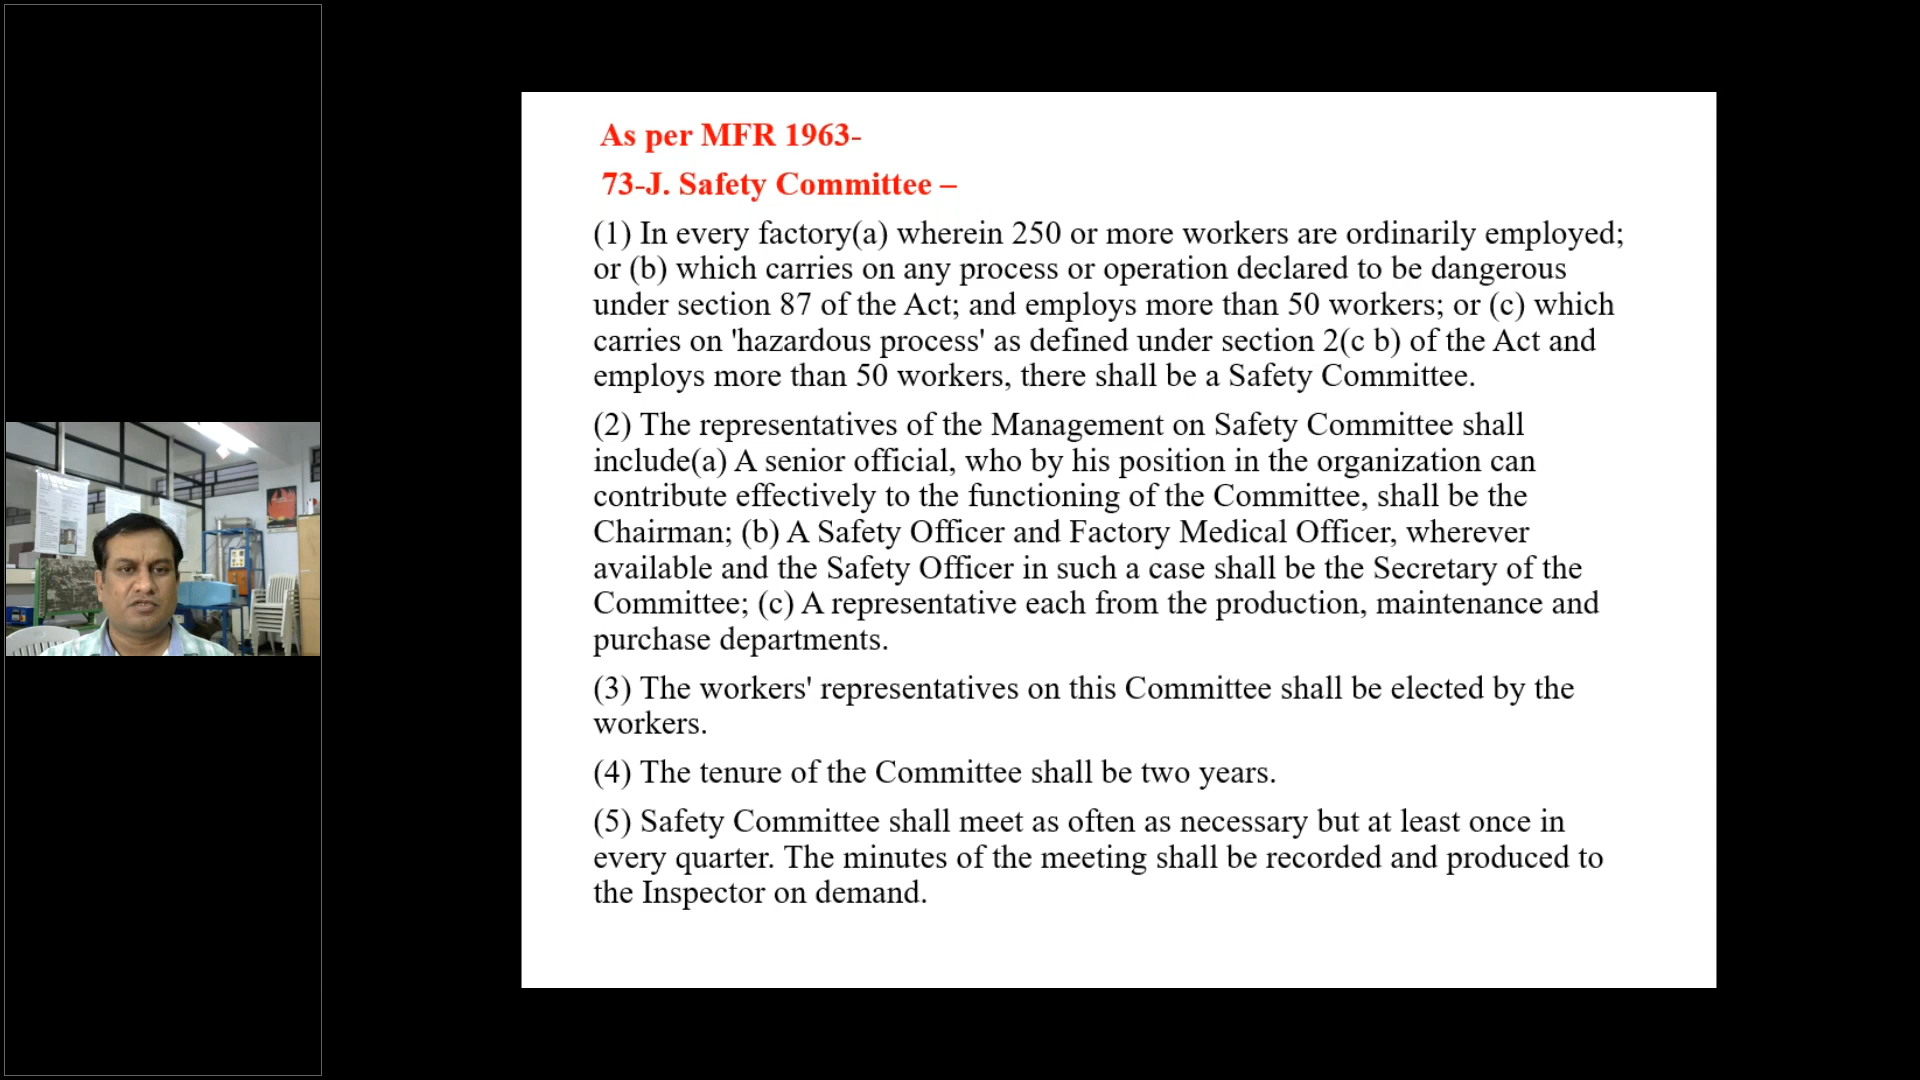 As per MFR 1963-
73-J. Safety Committee –
(1) In every factory(a) wherein 250 or more workers are ordinarily employed;
or (b) which carries on any process or operation declared to be dangerous
under section 87 of the Act; and employs more than 50 workers; or (c) which
carries on 'hazardous process' as defined under section 2(c b) of the Act and
employs more than 50 workers, there shall be a Safety Committee.
(2) The representatives of the Management on Safety Committee shall
include(a) A senior official, who by his position in the organization can
contribute effectively to the functioning of the Committee, shall be the
Chairman; (b) A Safety Officer and Factory Medical Officer, wherever
available and the Safety Officer in such a case shall be the Secretary of the
Committee; (c) A representative each from the production, maintenance and
purchase departments.
(3) The workers' representatives on this Committee shall be elected by the
workers.
(4) The tenure of the Committee shall be two years.
(5) Safety Committee shall meet as often as necessary but at least once in
every quarter. The minutes of the meeting shall be recorded and produced to
the Inspector on demand.